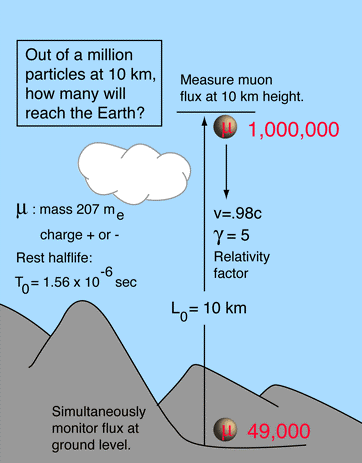 Out of a million
particles at 10 km,
how many will
reach the Earth?
Measure muon
flux at 10 km height.
μ 1,000,000
μ : mass 207 mₑ
charge + or -
Rest halflife:
T₀= 1.56 x 10⁻⁶ sec
v=.98c
γ = 5
Relativity
factor
L₀= 10 km
Simultaneously
monitor flux at
ground level.
μ 49,000